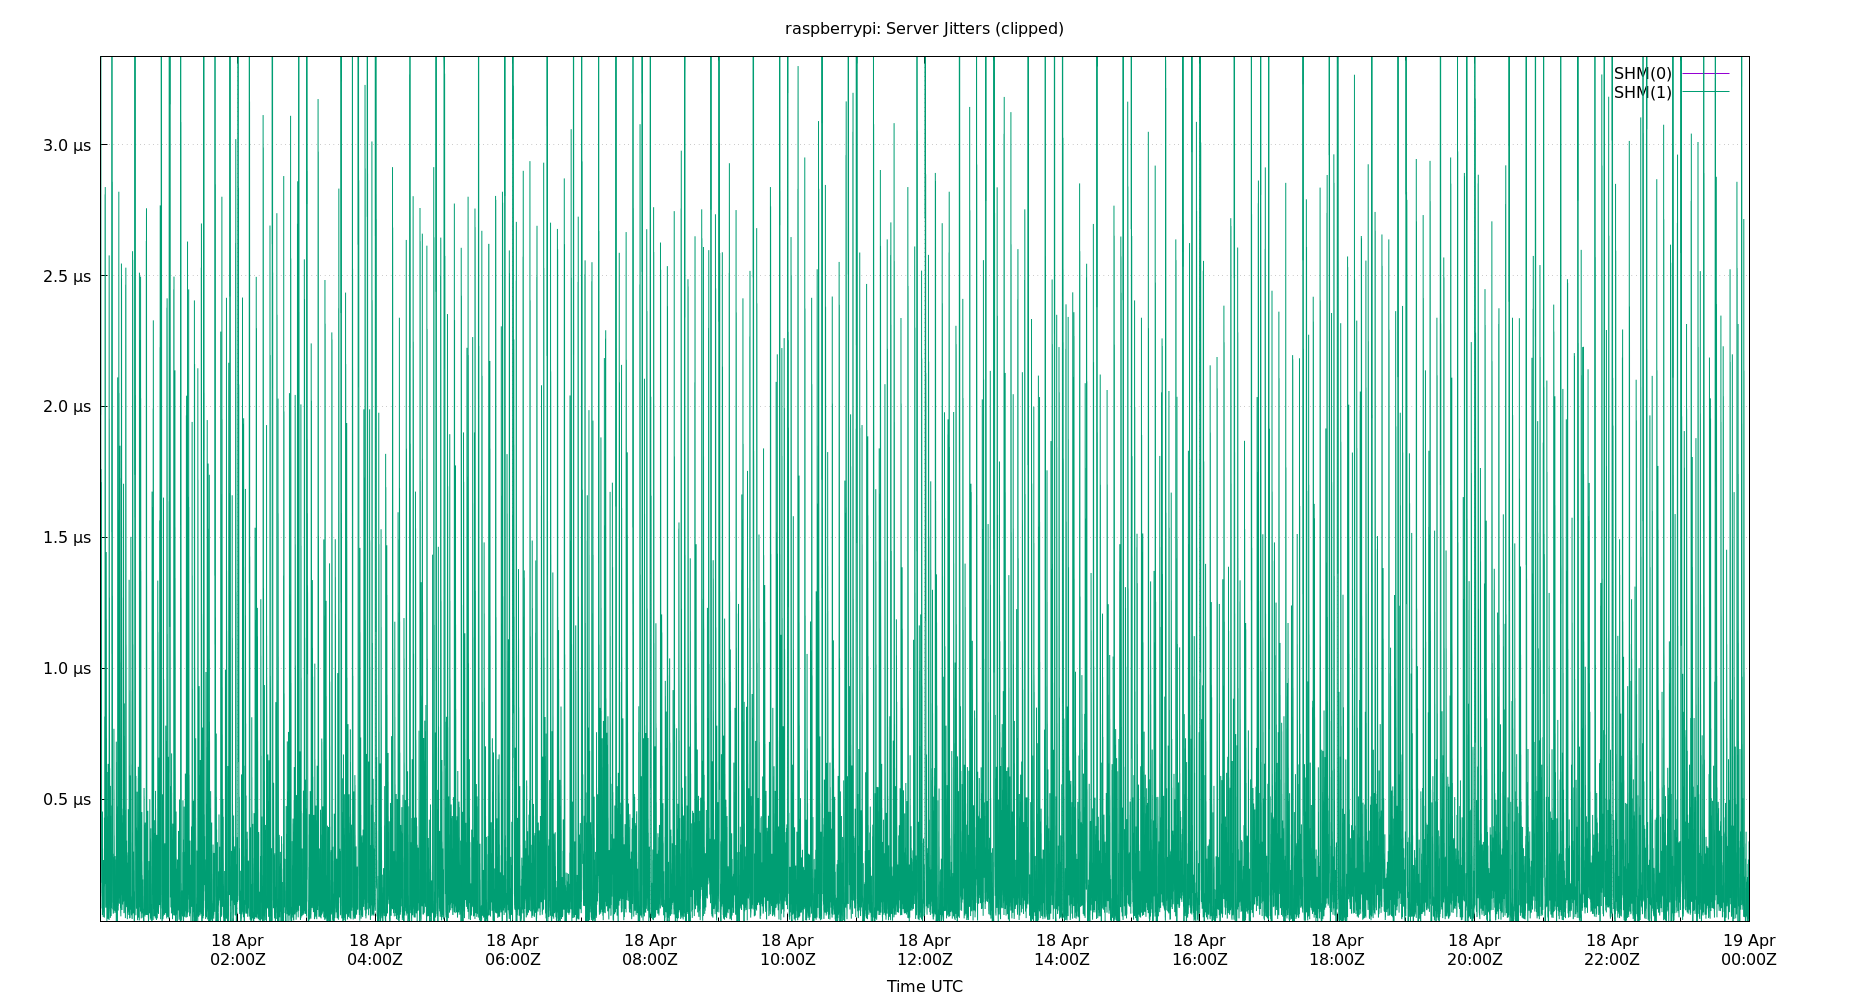 raspberrypi: Server Jitters (clipped)
SHM(0)
SHM(1)
3.0 µs
2.5 µs
2.0 µs
1.5 µs
1.0 µs
0.5 µs
18 Apr 18 Apr 18 Apr 18 Apr 18 Apr 18 Apr 18 Apr 18 Apr 18 Apr 18 Apr 18 Apr 19 Apr
02:00Z 04:00Z 06:00Z 08:00Z 10:00Z 12:00Z 14:00Z 16:00Z 18:00Z 20:00Z 22:00Z 00:00Z
Time UTC